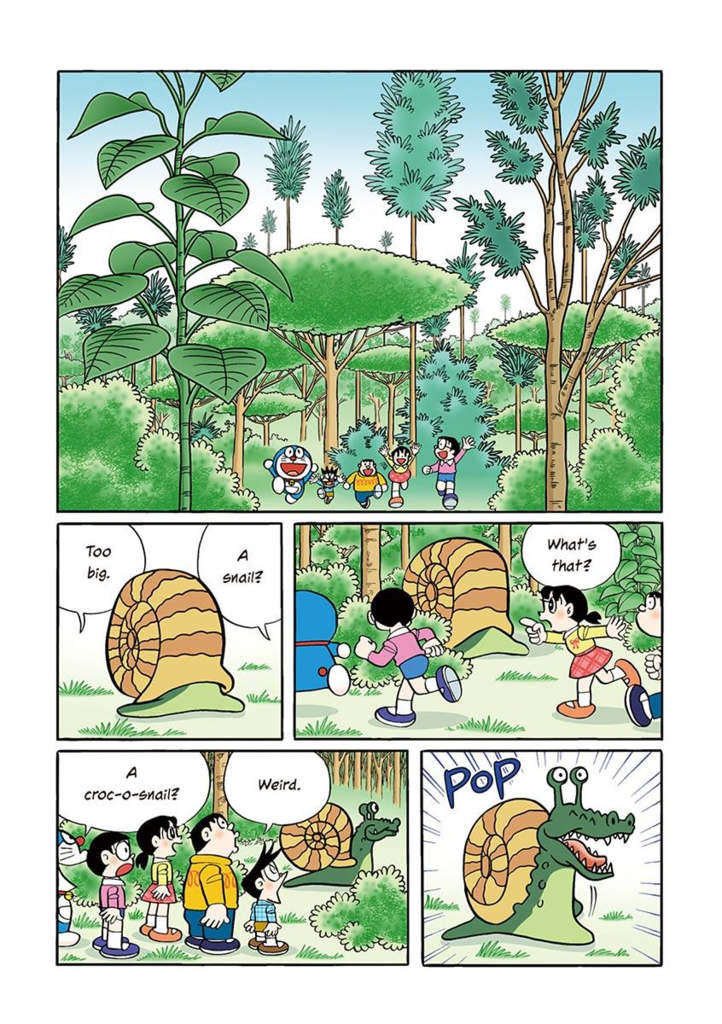 What's
that?
A
snail?
Too
big.
POP
Weird.
A
croc-o-snail?